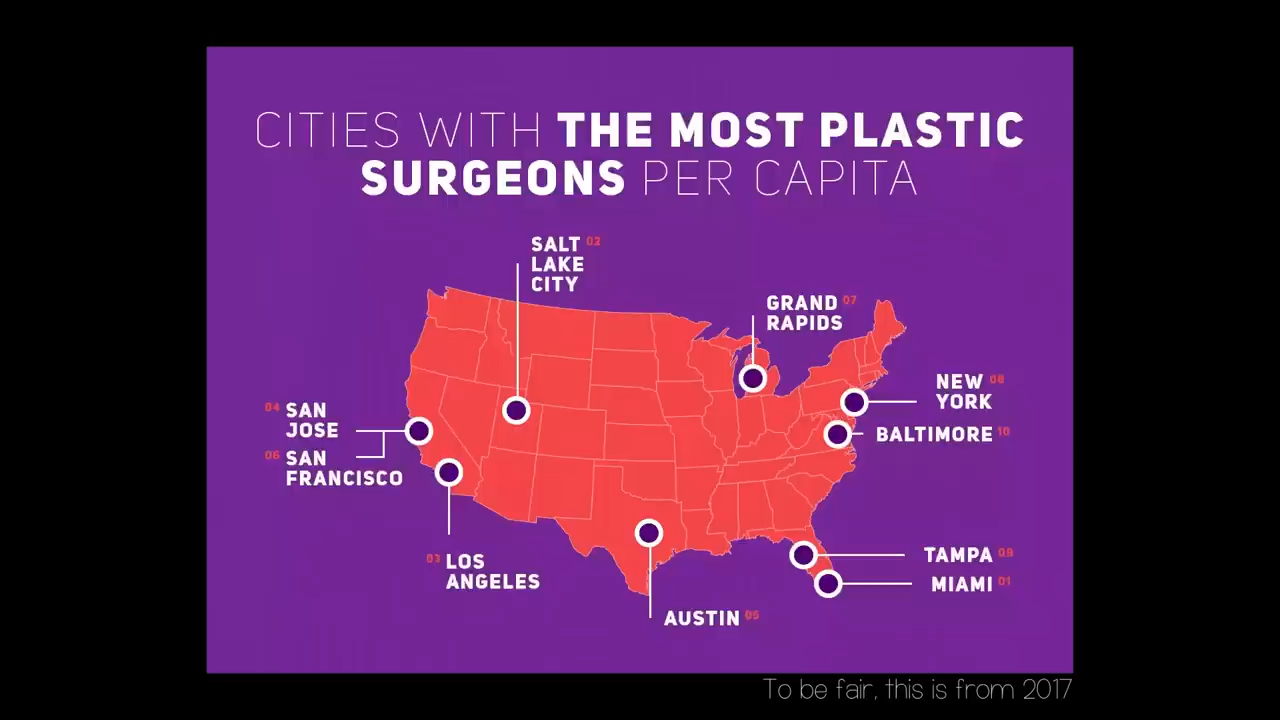 CITIES WITH THE MOST PLASTIC
SURGEONS PER CAPITA
SALT 02
LAKE
CITY
GRAND 07
RAPIDS
NEW 08
YORK
04 SAN
JOSE
BALTIMORE 10
06 SAN
FRANCISCO
TAMPA 09
03 LOS
ANGELES
MIAMI 01
AUSTIN 05
To be fair, this is from 2017